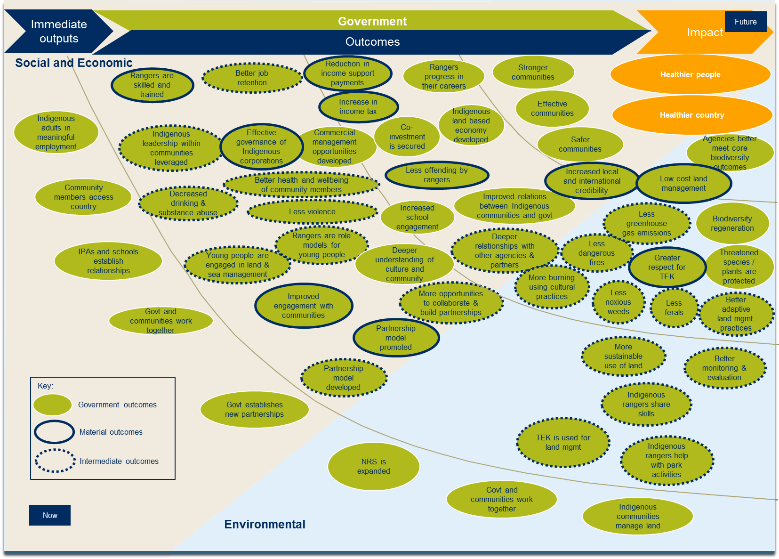 Immediate
outputs
Government
Outcomes
Future
Impact
Social and Economic
Healthier people
Healthier country
Rangers are
skilled and
trained
Better job
retention
Reduction in
income support
payments
Rangers
progress in
their careers
Stronger
communities
Increase in
income tax
Effective
communities
Indigenous
adults in
meaningful
employment
Indigenous
leadership within
communities
leveraged
Effective
governance of
Indigenous
corporations
Commercial
management
opportunities
developed
Co-
investment
is secured
Indigenous
land based
economy
developed
Safer
communities
Agencies better
meet core
biodiversity
outcomes
Better health and wellbeing
of community members
Less offending by
rangers
Increased local
and international
credibility
Low cost land
management
Community
members access
country
Decreased
drinking &
substance abuse
Less violence
Increased
school
engagement
Improved relations
between Indigenous
communities and govt
Less
greenhouse
gas emissions
Biodiversity
regeneration
IPAs and schools
establish
relationships
Young people are
engaged in land &
sea management
Rangers are role
models for
young people
Deeper
understanding of
culture and
community
Deeper
relationships with
other agencies &
partners
Less
dangerous
fires
Greater
respect for
TFK
Threatened
species /
plants are
protected
More burning
using cultural
practices
Improved
engagement with
communities
More opportunities
to collaborate &
build partnerships
Less
noxious
weeds
Less
ferals
Better
adaptive
land mgmt
practices
Govt and
communities work
together
Partnership
model
promoted
More
sustainable
use of land
Better
monitoring &
evaluation
Partnership
model
developed
Key:
Government outcomes
Material outcomes
Intermediate outcomes
Govt establishes
new partnerships
Indigenous
rangers share
skills
TEK is used for
land mgmt
Indigenous
rangers help
with park
activities
NRS is
expanded
Govt and
communities work
together
Indigenous
communities
manage land
Now
Environmental